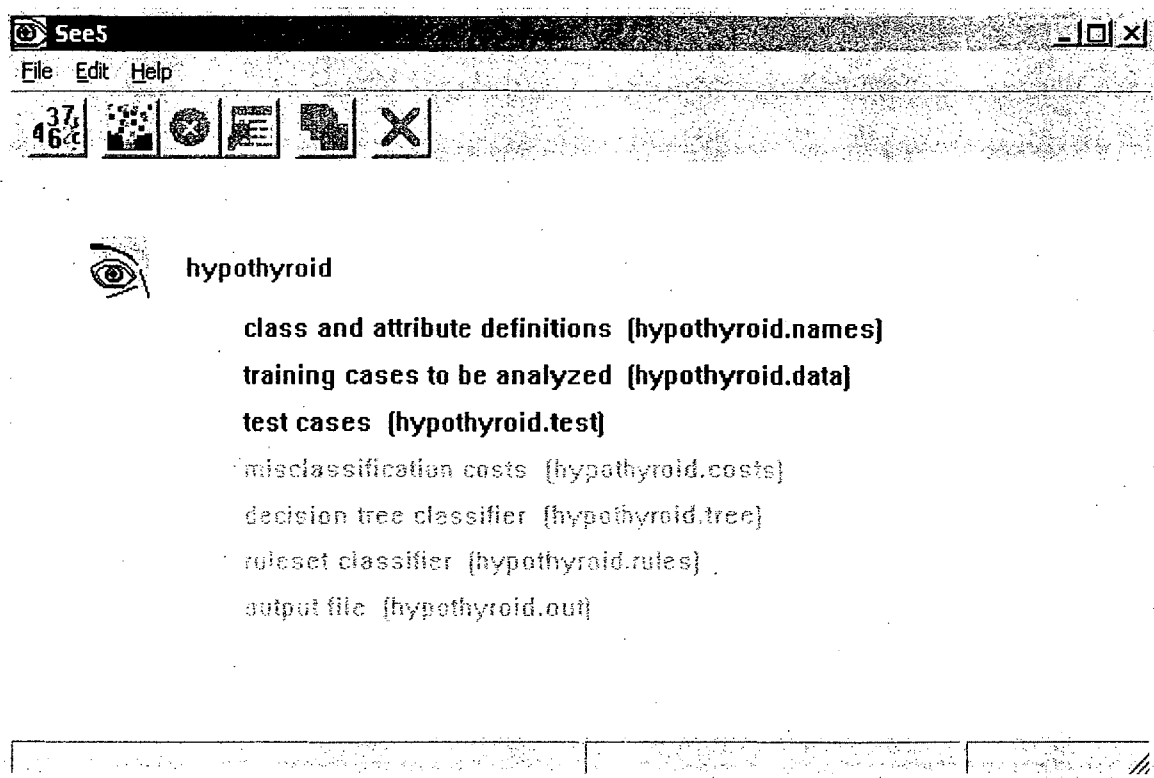 See5
File Edit Help
hypothyroid
class and attribute definitions (hypothyroid.names)
training cases to be analyzed (hypothyroid.data)
test cases (hypothyroid.test)
misclassification costs (hypothyroid.costs)
decision tree classifier (hypothyroid.tree)
ruleset classifier (hypothyroid.rules)
output file (hypothyroid.out)